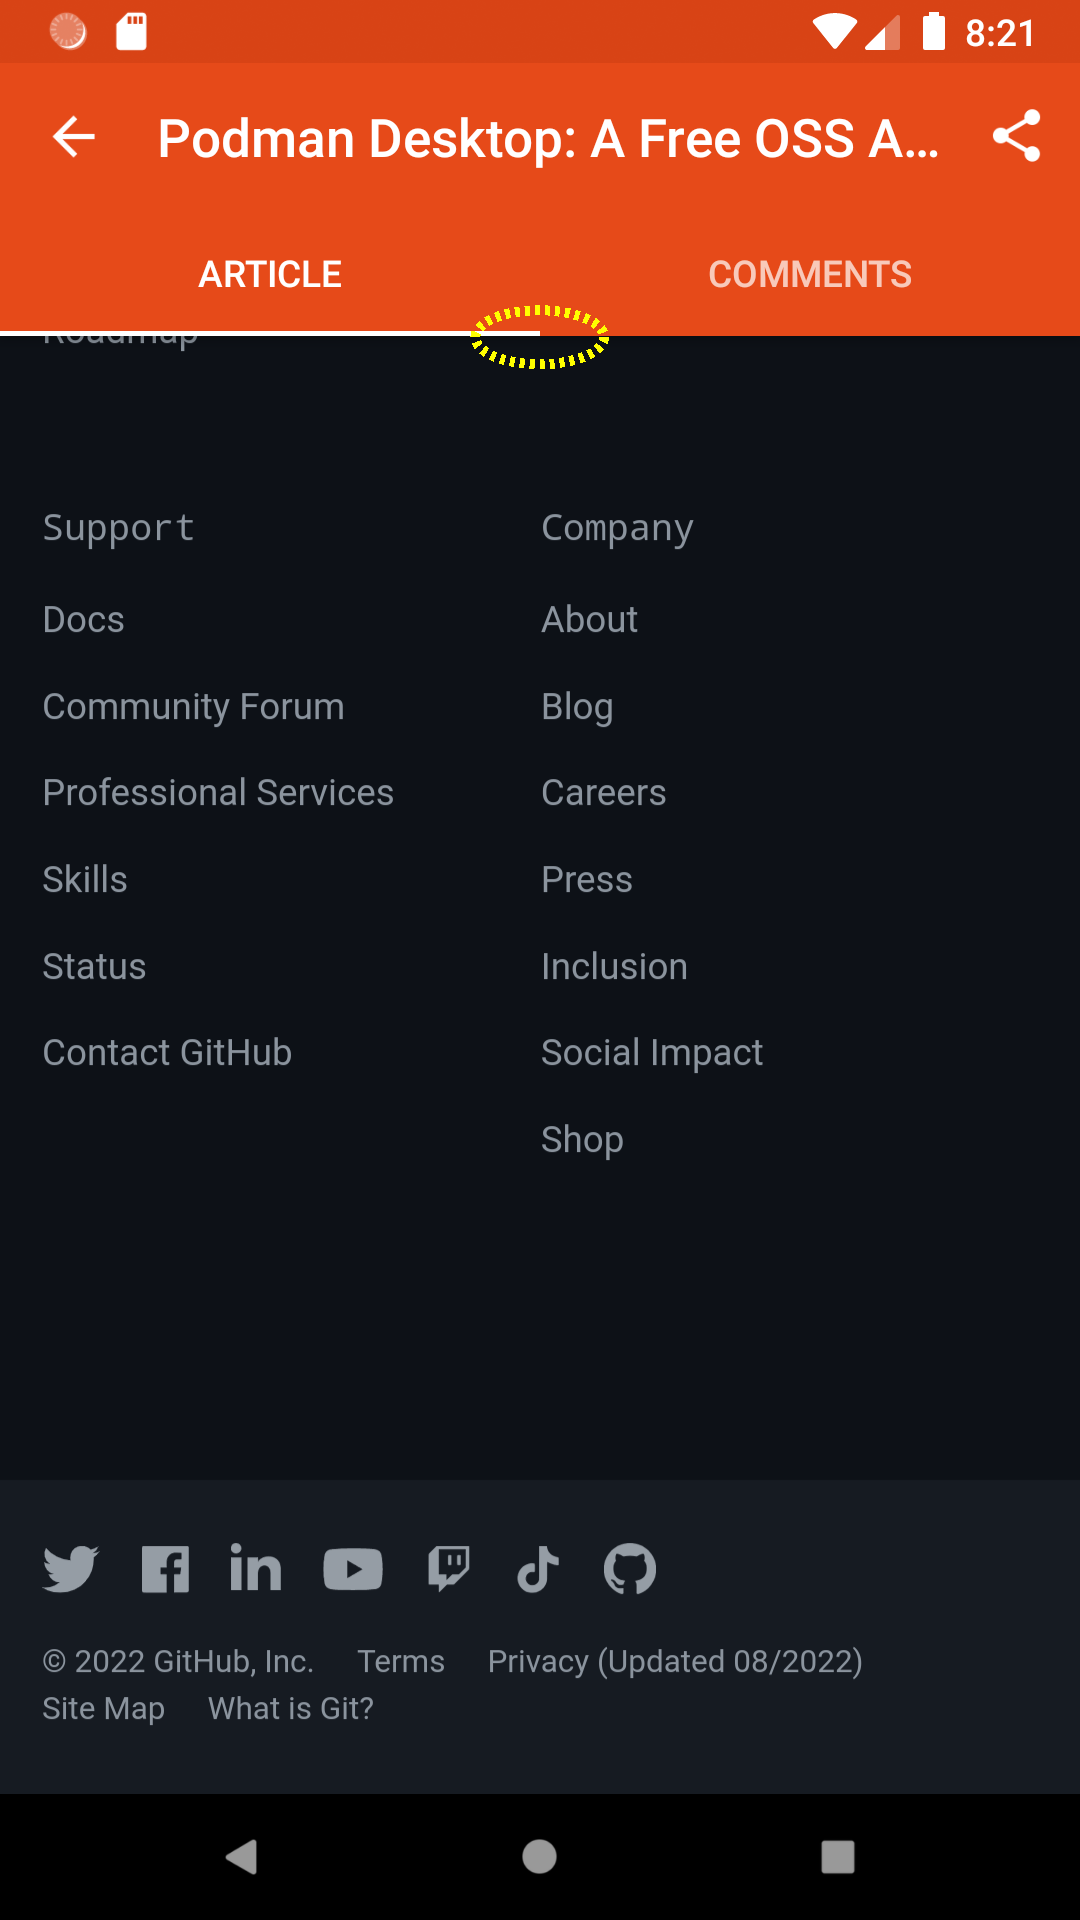 8:21
Podman Desktop: A Free OSS A...
ARTICLE COMMENTS
Roadmap
Support Company
Docs About
Community Forum Blog
Professional Services Careers
Skills Press
Status Inclusion
Contact GitHub Social Impact
Shop
© 2022 GitHub, Inc. Terms Privacy (Updated 08/2022)
Site Map What is Git?